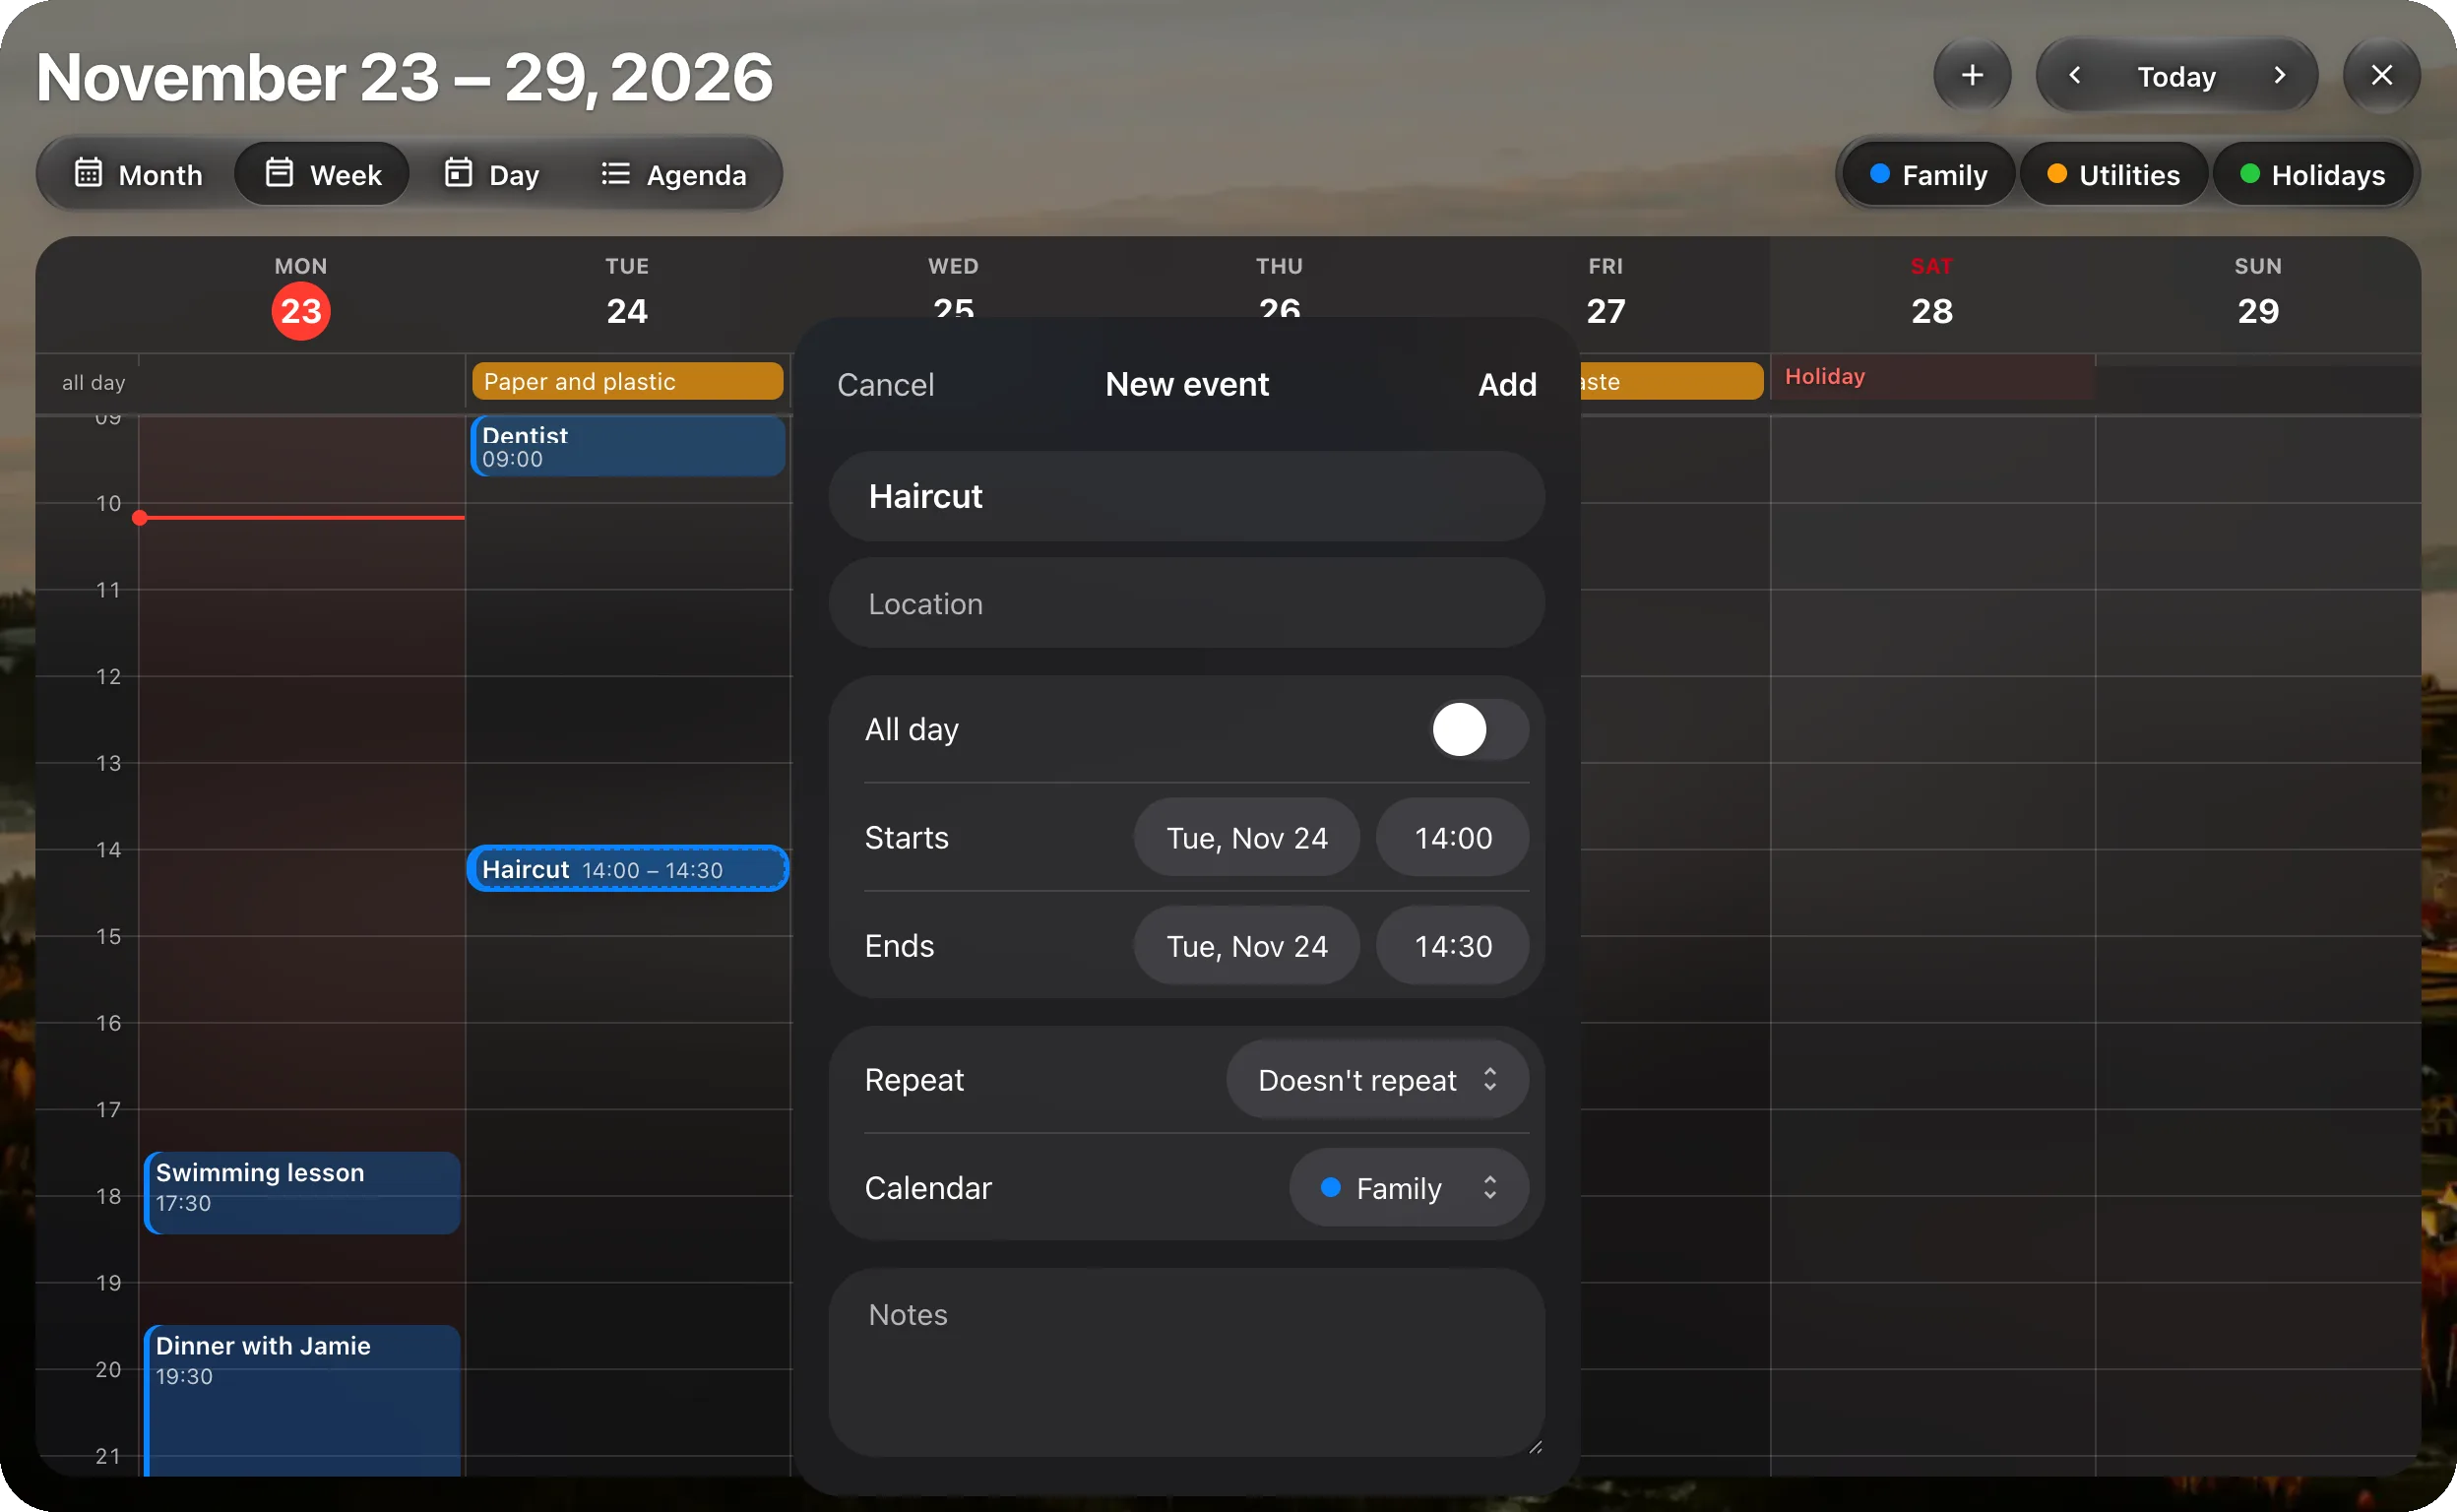 November 23 – 29, 2026
Today
Month
Week
Day
Agenda
Family
Utilities
Holidays
MON
TUE
WED
THU
FRI
SAT
SUN
23
24
25
26
27
28
29
all day
Paper and plastic
aste
Holiday
09
10
11
12
13
14
15
16
17
18
19
20
21
Dentist
09:00
Haircut 14:00 – 14:30
Swimming lesson
17:30
Dinner with Jamie
19:30
Cancel
New event
Add
Haircut
Location
All day
Starts
Tue, Nov 24
14:00
Ends
Tue, Nov 24
14:30
Repeat
Doesn't repeat
Calendar
Family
Notes